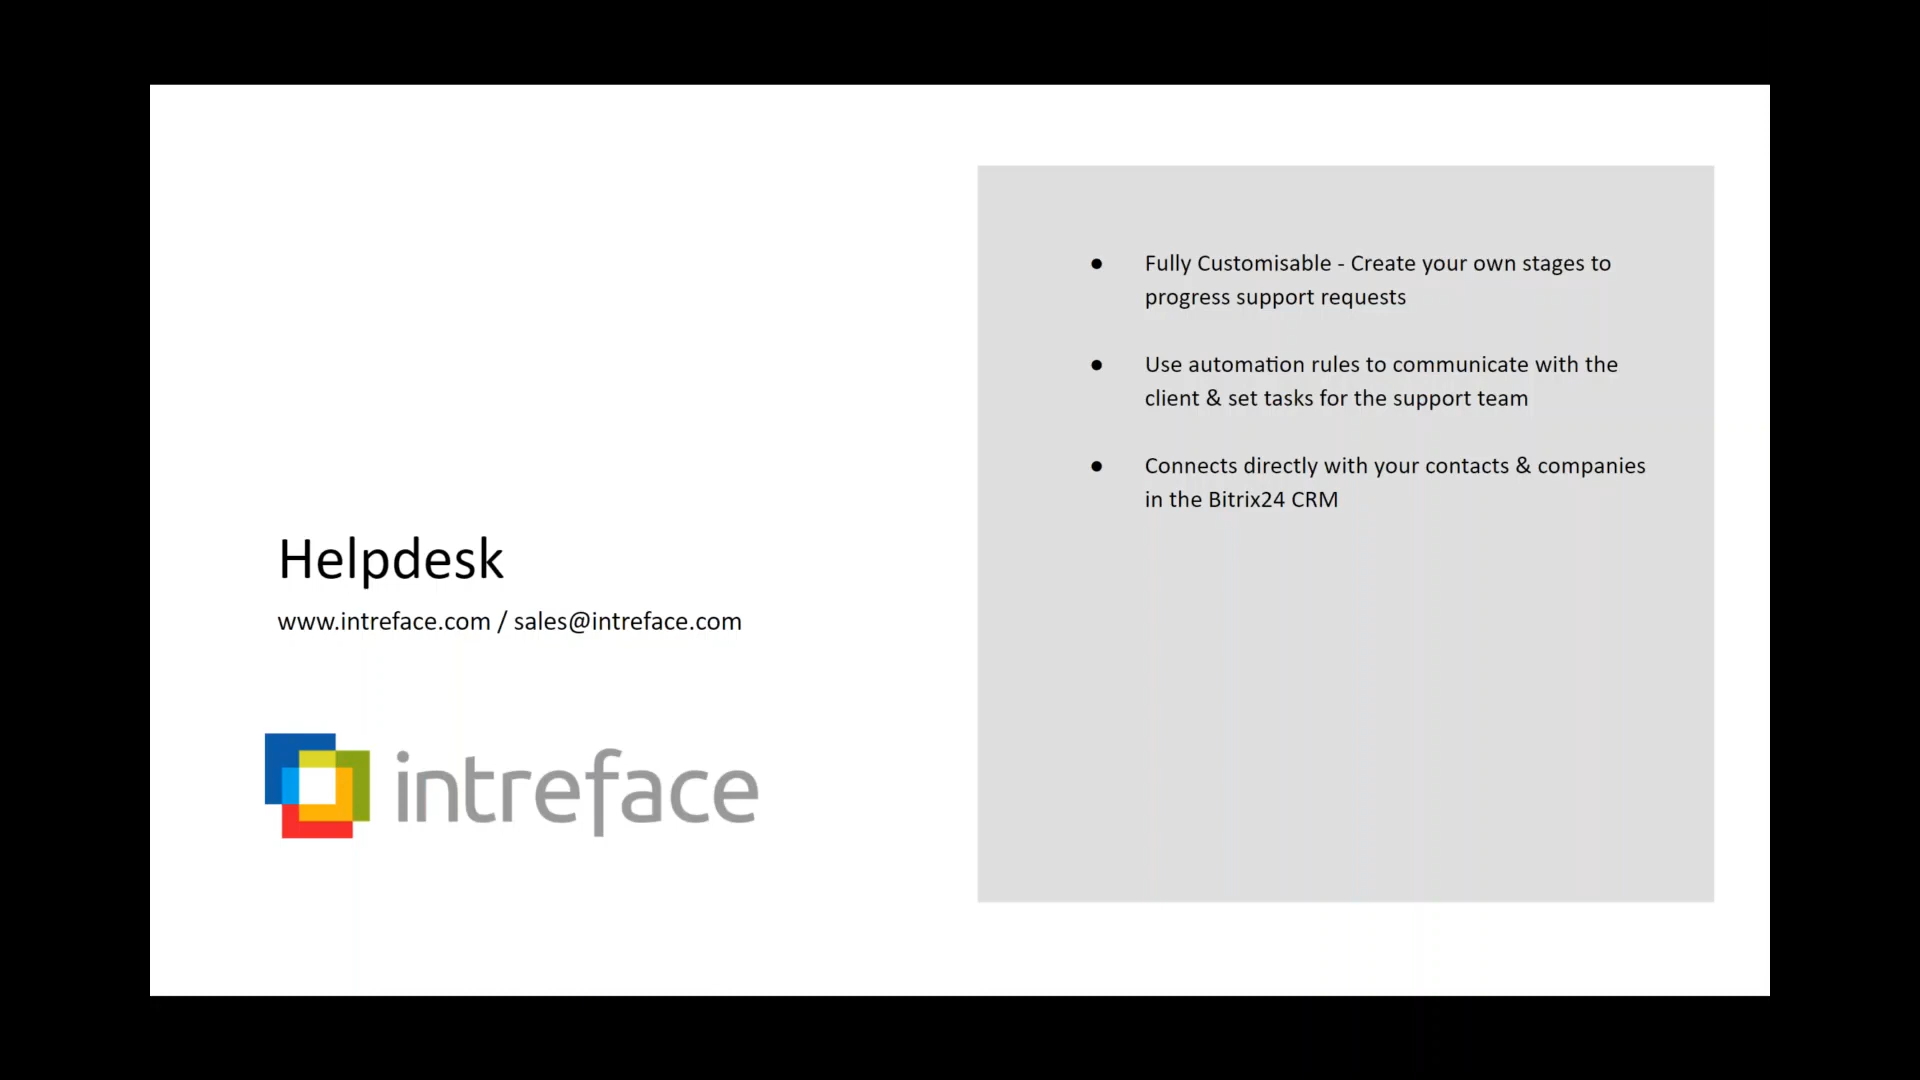 Helpdesk
www.intreface.com / sales@intreface.com
intreface
● Fully Customisable - Create your own stages to
progress support requests
● Use automation rules to communicate with the
client & set tasks for the support team
● Connects directly with your contacts & companies
in the Bitrix24 CRM